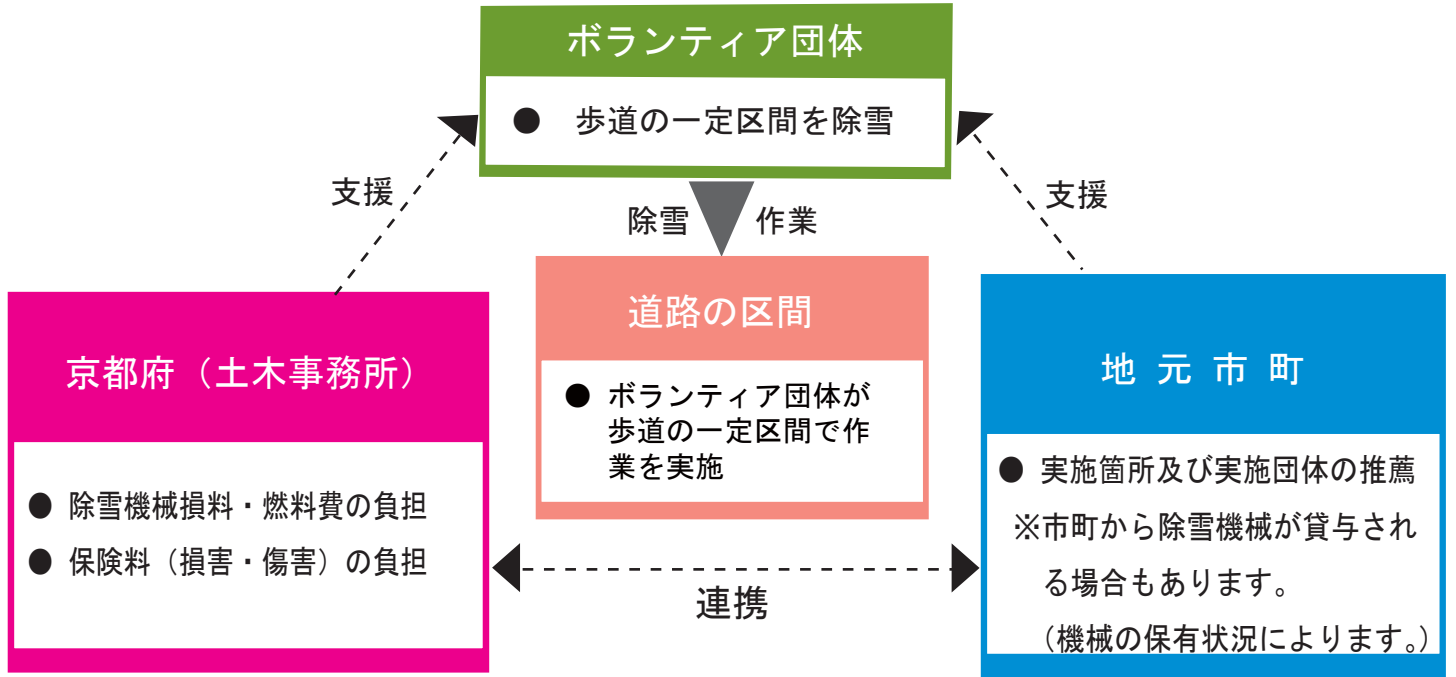 ボランティア団体
● 歩道の一定区間を除雪
支援
除雪 作業
支援
京都府（土木事務所）
● 除雪機械損料・燃料費の負担
● 保険料（損害・傷害）の負担
道路の区間
● ボランティア団体が
歩道の一定区間で作
業を実施
地元市町
● 実施箇所及び実施団体の推薦
※市町から除雪機械が貸与され
る場合もあります。
（機械の保有状況によります。）
連携